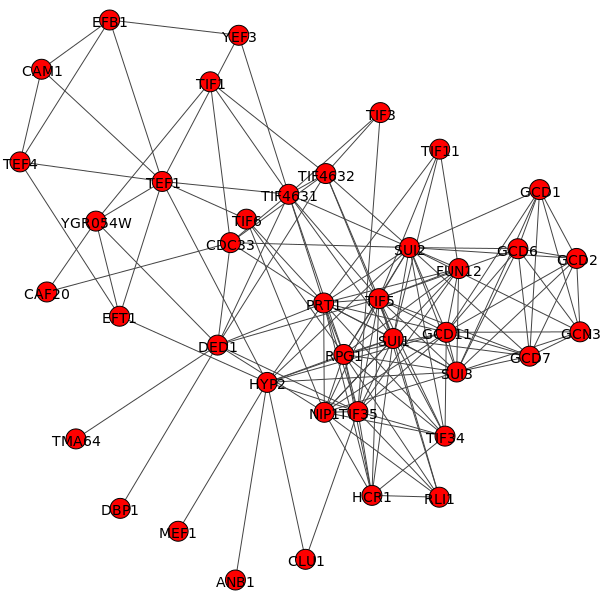 EFB1
YEF3
CAM1
TIF1
TIF3
TIF11
TEF4
TEF1
TIF4632
TIF4631
GCD1
YGR054W
TIF6
CDC33
SUI2
GCD6
GCD2
FUN12
CAF20
PRT1
TIF5
EFT1
GCD11
GCN3
DED1
SUI1
RPG1
GCD7
SUI3
HYP2
NIP1
TIF35
TMA64
TIF34
HCR1
RLI1
DBP1
MEF1
CLU1
ANB1